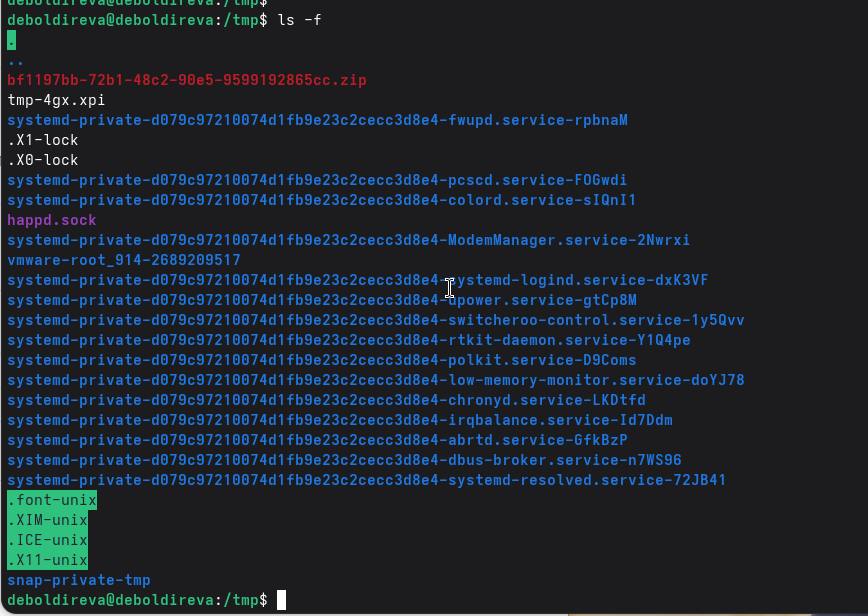 deboldireva@deboldireva:/tmp$
deboldireva@deboldireva:/tmp$ ls -f
.
..
bf1197bb-72b1-48c2-90e5-9599192865cc.zip
tmp-4gx.xpi
systemd-private-d079c97210074d1fb9e23c2cecc3d8e4-fwupd.service-rpbnaM
.X1-lock
.X0-lock
systemd-private-d079c97210074d1fb9e23c2cecc3d8e4-pcscd.service-FOGwdi
systemd-private-d079c97210074d1fb9e23c2cecc3d8e4-colord.service-sIQnI1
happd.sock
systemd-private-d079c97210074d1fb9e23c2cecc3d8e4-ModemManager.service-2Nwrxi
vmware-root_914-2689209517
systemd-private-d079c97210074d1fb9e23c2cecc3d8e4-systemd-logind.service-dxK3VF
systemd-private-d079c97210074d1fb9e23c2cecc3d8e4-upower.service-gtCp8M
systemd-private-d079c97210074d1fb9e23c2cecc3d8e4-switcheroo-control.service-1y5Qvv
systemd-private-d079c97210074d1fb9e23c2cecc3d8e4-rtkit-daemon.service-Y1Q4pe
systemd-private-d079c97210074d1fb9e23c2cecc3d8e4-polkit.service-D9Coms
systemd-private-d079c97210074d1fb9e23c2cecc3d8e4-low-memory-monitor.service-doYJ78
systemd-private-d079c97210074d1fb9e23c2cecc3d8e4-chronyd.service-LKDtfd
systemd-private-d079c97210074d1fb9e23c2cecc3d8e4-irqbalance.service-Id7Ddm
systemd-private-d079c97210074d1fb9e23c2cecc3d8e4-abrtd.service-GfkBzP
systemd-private-d079c97210074d1fb9e23c2cecc3d8e4-dbus-broker.service-n7WS96
systemd-private-d079c97210074d1fb9e23c2cecc3d8e4-systemd-resolved.service-72JB41
.font-unix
.XIM-unix
.ICE-unix
.X11-unix
snap-private-tmp
deboldireva@deboldireva:/tmp$